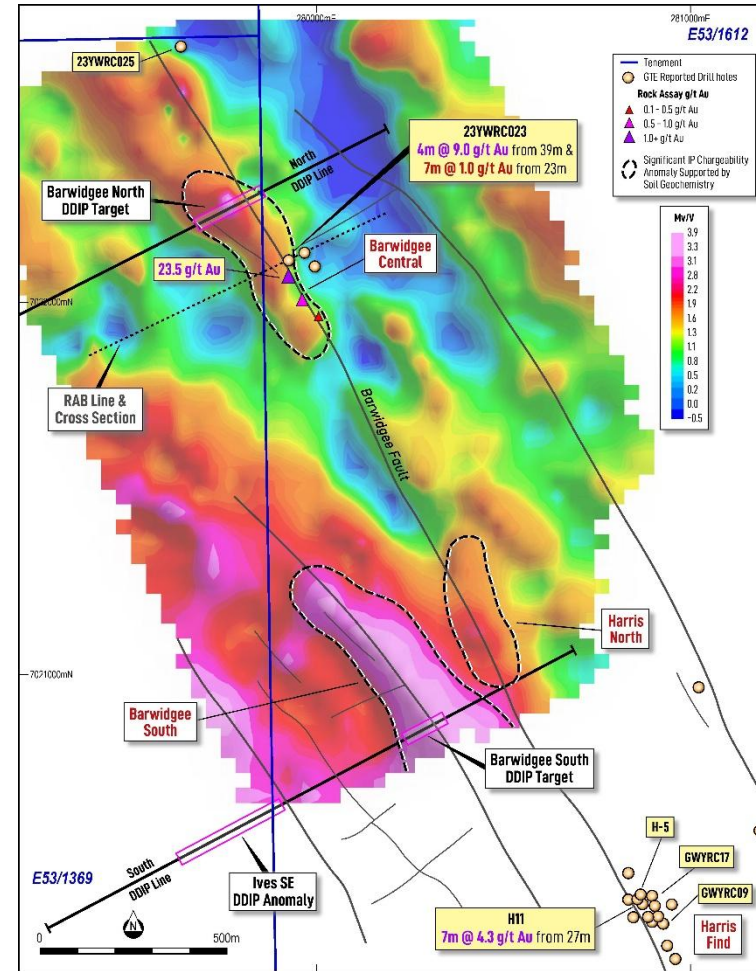 280000mE
281000mE
E53/1612
23YWRC025
Tenement
GTE Reported Drill holes
Rock Assay g/t Au
0.1 - 0.5 g/t Au
0.5 - 1.0 g/t Au
1.0+ g/t Au
Significant IP Chargeability
Anomaly Supported by
Soil Geochemistry
23YWRC023
4m @ 9.0 g/t Au from 39m &
7m @ 1.0 g/t Au from 23m
North
DDIP Line
Barwidgee North
DDIP Target
Mv/V
3.9
3.3
3.1
2.8
2.2
1.9
1.6
1.3
1.1
0.8
0.5
0.0
-0.5
23.5 g/t Au
Barwidgee
Central
7022000mN
RAB Line &
Cross Section
Barwidgee Fault
Harris
North
7021000mN
Barwidgee
South
Barwidgee South
DDIP Target
H-5
GWYRC17
GWYRC09
E53/1369
South
DDIP Line
Ives SE
DDIP Anomaly
H11
7m @ 4.3 g/t Au from 27m
Harris
Find
N
0
500m